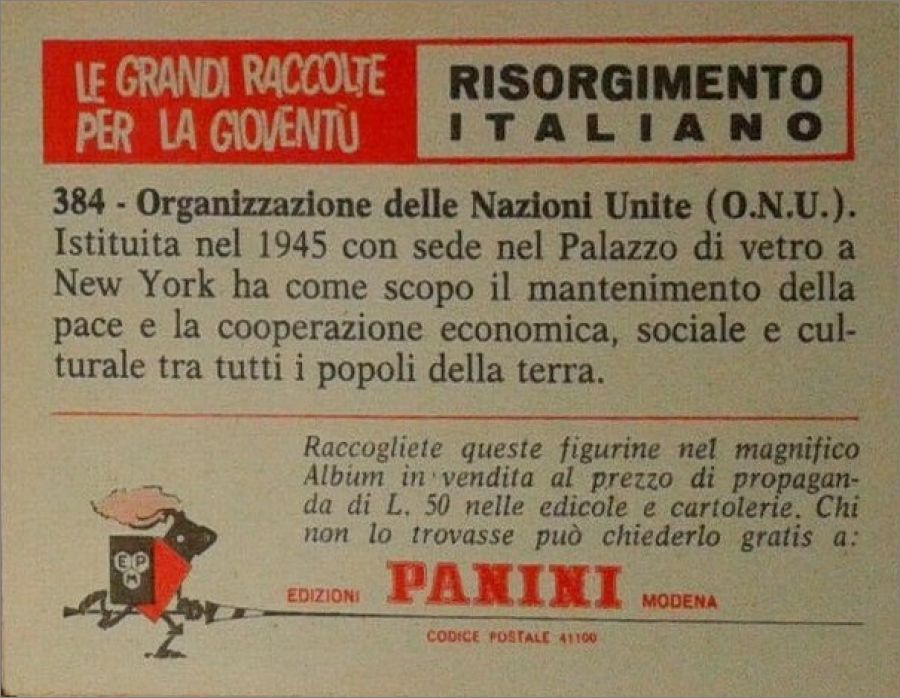 LE GRANDI RACCOLTE
PER LA GIOVENTÙ
RISORGIMENTO
ITALIANO
384 - Organizzazione delle Nazioni Unite (O.N.U.).
Istituita nel 1945 con sede nel Palazzo di vetro a
New York ha come scopo il mantenimento della
pace e la cooperazione economica, sociale e cul-
turale tra tutti i popoli della terra.
Raccogliete queste figurine nel magnifico
Album in vendita al prezzo di propagan-
da di L. 50 nelle edicole e cartolerie. Chi
non lo trovasse può chiederlo gratis a:
EPM
EDIZIONI PANINI MODENA
CODICE POSTALE 41100